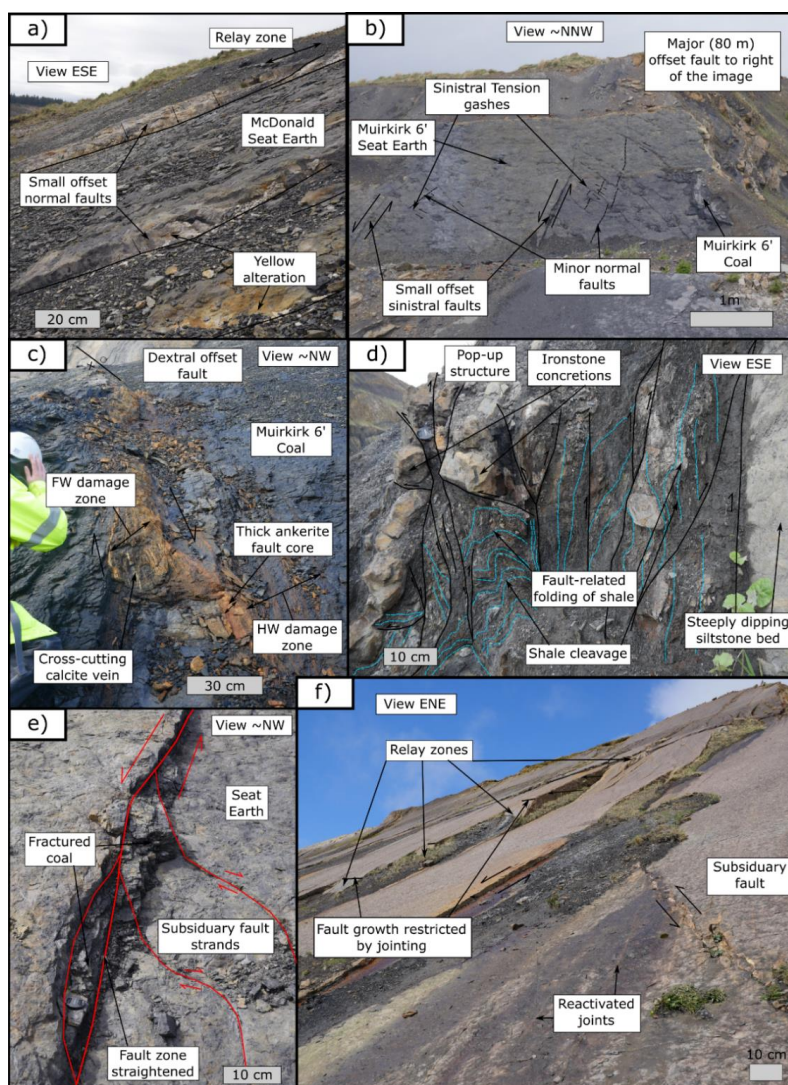 a)
Relay zone
View ESE
McDonald
Seat Earth
Small offset
normal faults
Yellow
alteration
20 cm
b)
View ~NNW
Major (80 m)
offset fault to right
of the image
Sinistral Tension
gashes
Muirkirk 6'
Seat Earth
Small offset
sinistral faults
Minor normal
faults
Muirkirk 6'
Coal
1m
c)
Dextral offset
fault
View ~NW
Muirkirk 6'
Coal
FW damage
zone
Thick ankerite
fault core
HW damage
zone
Cross-cutting
calcite vein
30 cm
d)
Pop-up
structure
Ironstone
concretions
View ESE
Fault-related
folding of shale
Shale cleavage
Steeply dipping
siltstone bed
10 cm
e)
View ~NW
Seat
Earth
Fractured
coal
Subsiduary fault
strands
Fault zone
straightened
10 cm
f)
View ENE
Relay zones
Subsiduary
fault
Fault growth restricted
by jointing
Reactivated
joints
10 cm